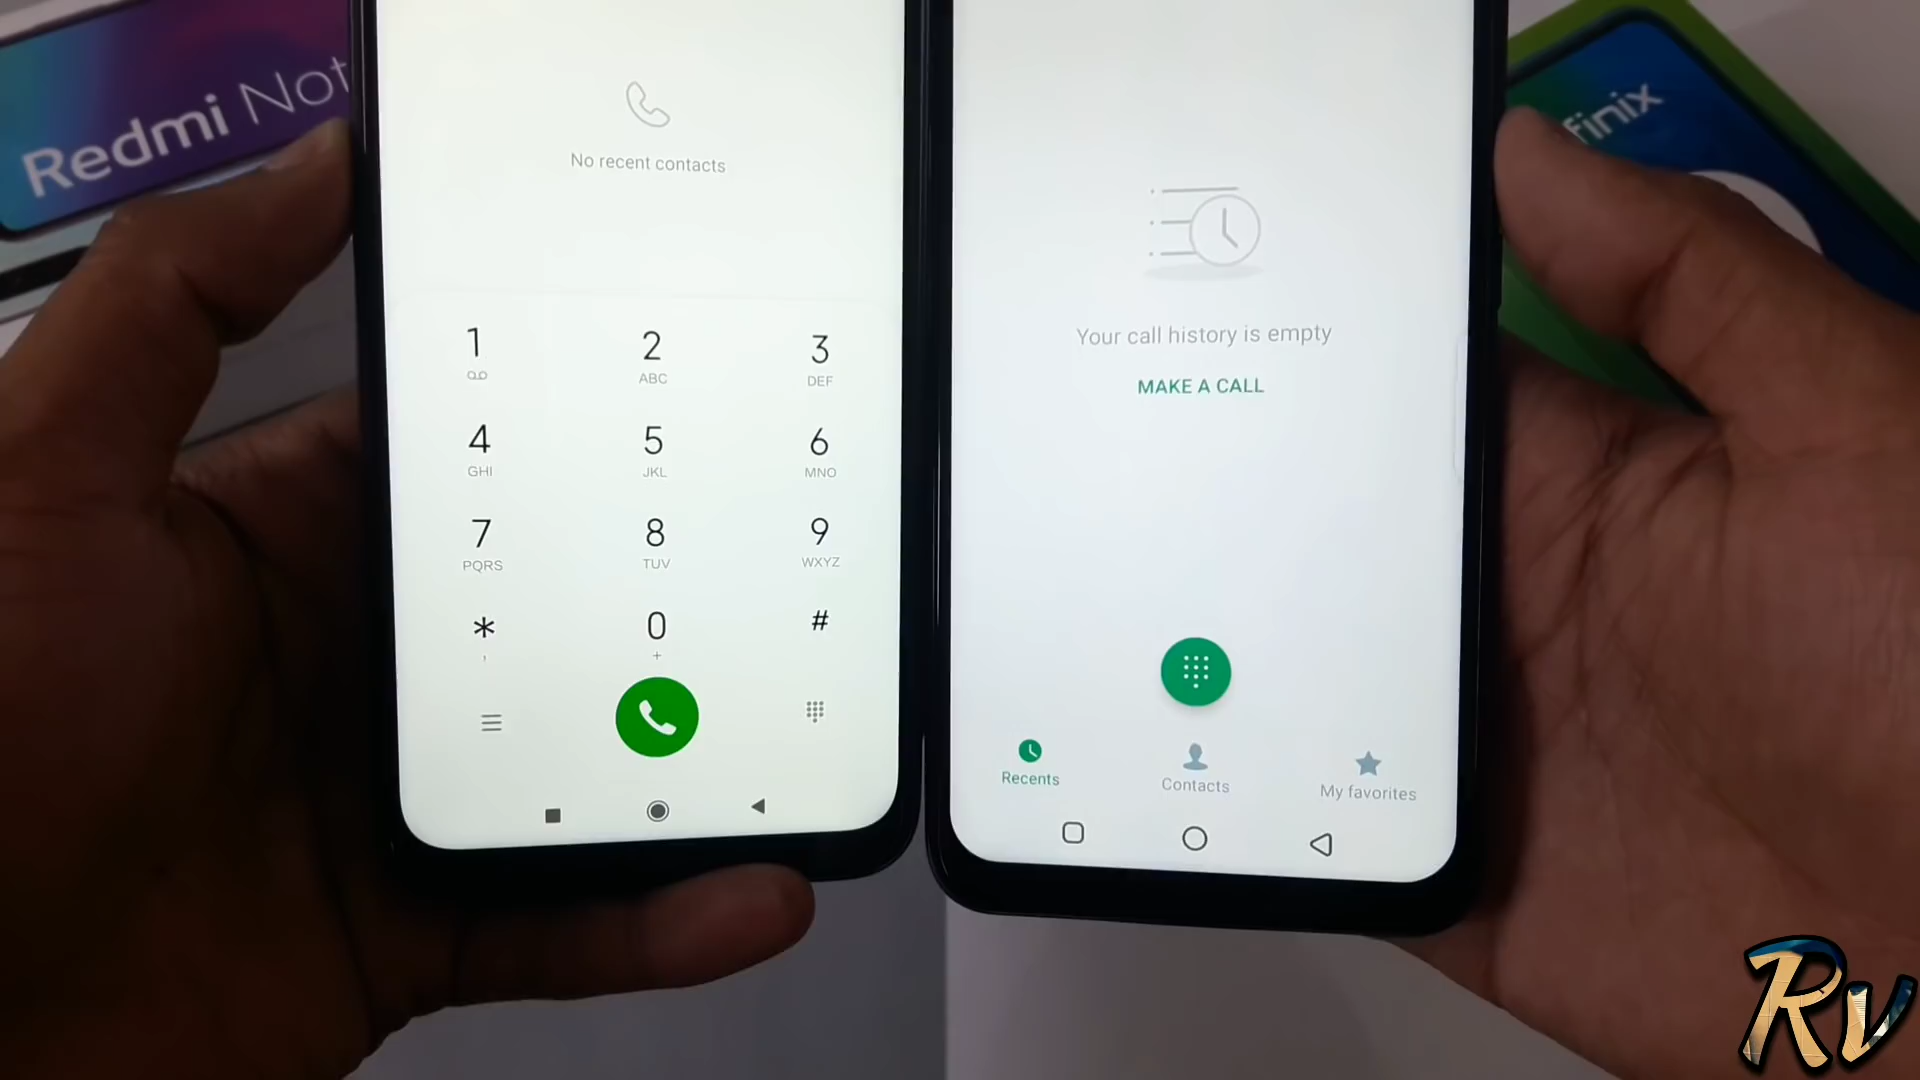 Redmi Not
finix
No recent contacts
1 2 3
ABC DEF
4 5 6
GHI JKL MNO
7 8 9
PQRS TUV WXYZ
* 0 #
, +
Your call history is empty
MAKE A CALL
Recents Contacts My favorites
Rv